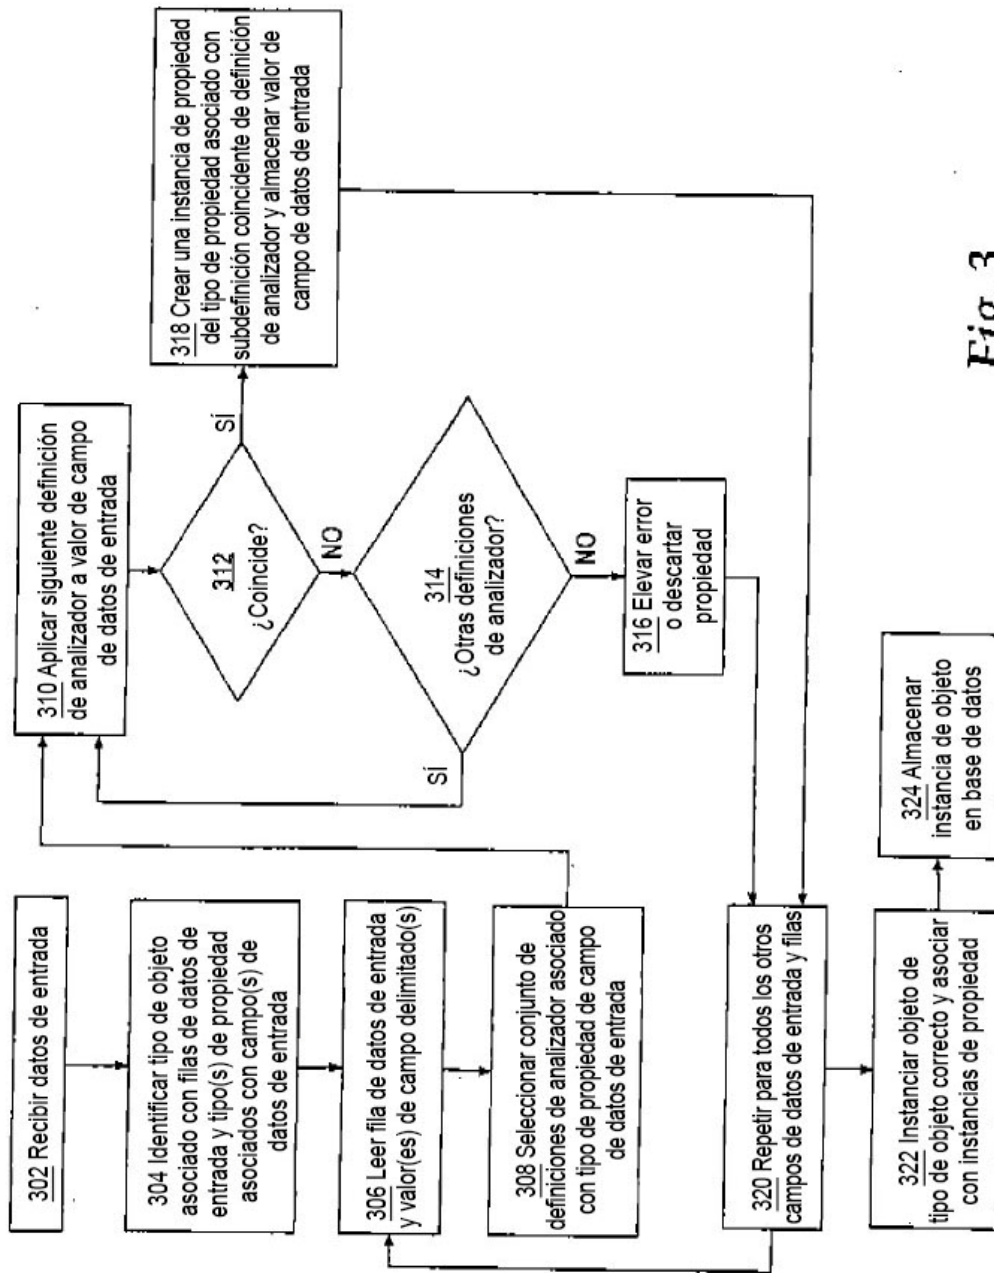 302 Recibir datos de entrada
304 Identificar tipo de objeto
asociado con filas de datos de
entrada y tipo(s) de propiedad
asociados con campo(s) de
datos de entrada
306 Leer fila de datos de entrada
y valor(es) de campo delimitado(s)
308 Seleccionar conjunto de
definiciones de analizador asociado
con tipo de propiedad de campo
de datos de entrada
310 Aplicar siguiente definición
de analizador a valor de campo
de datos de entrada
312
¿Coincide?
SÍ
NO
314
¿Otras definiciones
de analizador?
SÍ
NO
316 Elevar error
o descartar
propiedad
318 Crear una instancia de propiedad
del tipo de propiedad asociado con
subdefinición coincidente de definición
de analizador y almacenar valor de
campo de datos de entrada
320 Repetir para todos los otros
campos de datos de entrada y filas
322 Instanciar objeto de
tipo de objeto correcto y asociar
con instancias de propiedad
324 Almacenar
instancia de objeto
en base de datos
Fig. 3